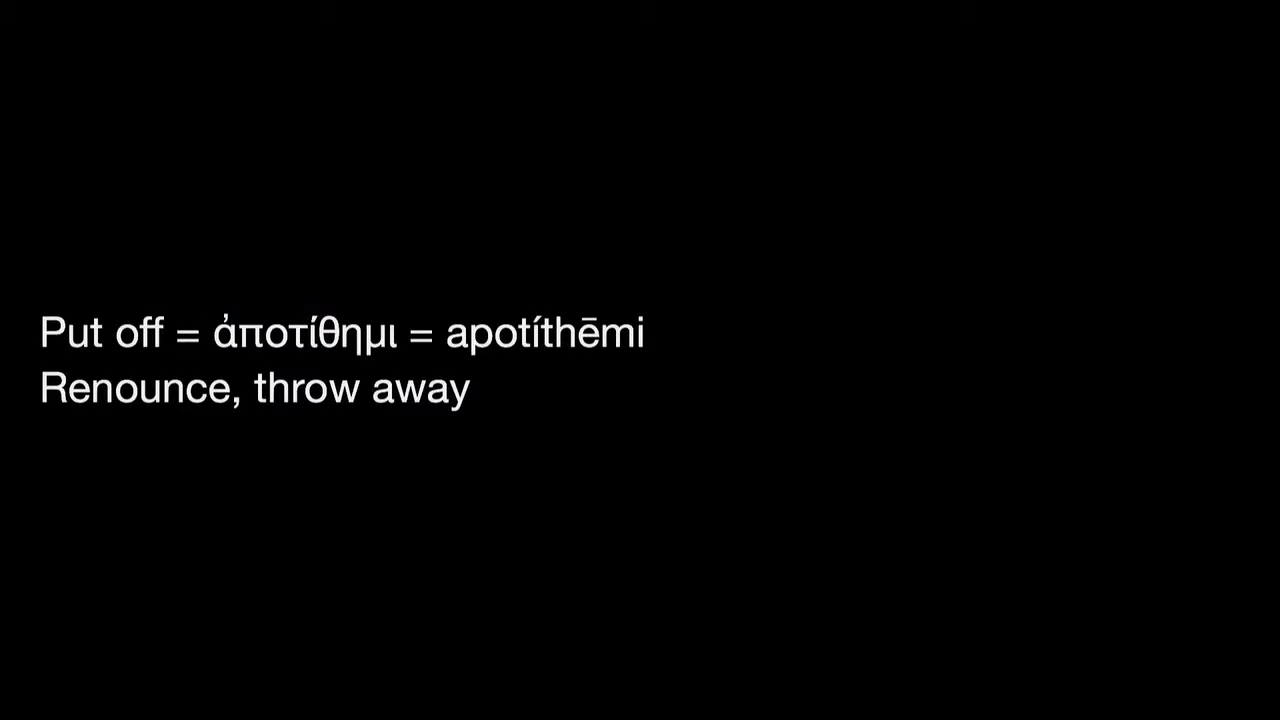 Put off = ἀποτίθημι = apotíthēmi
Renounce, throw away